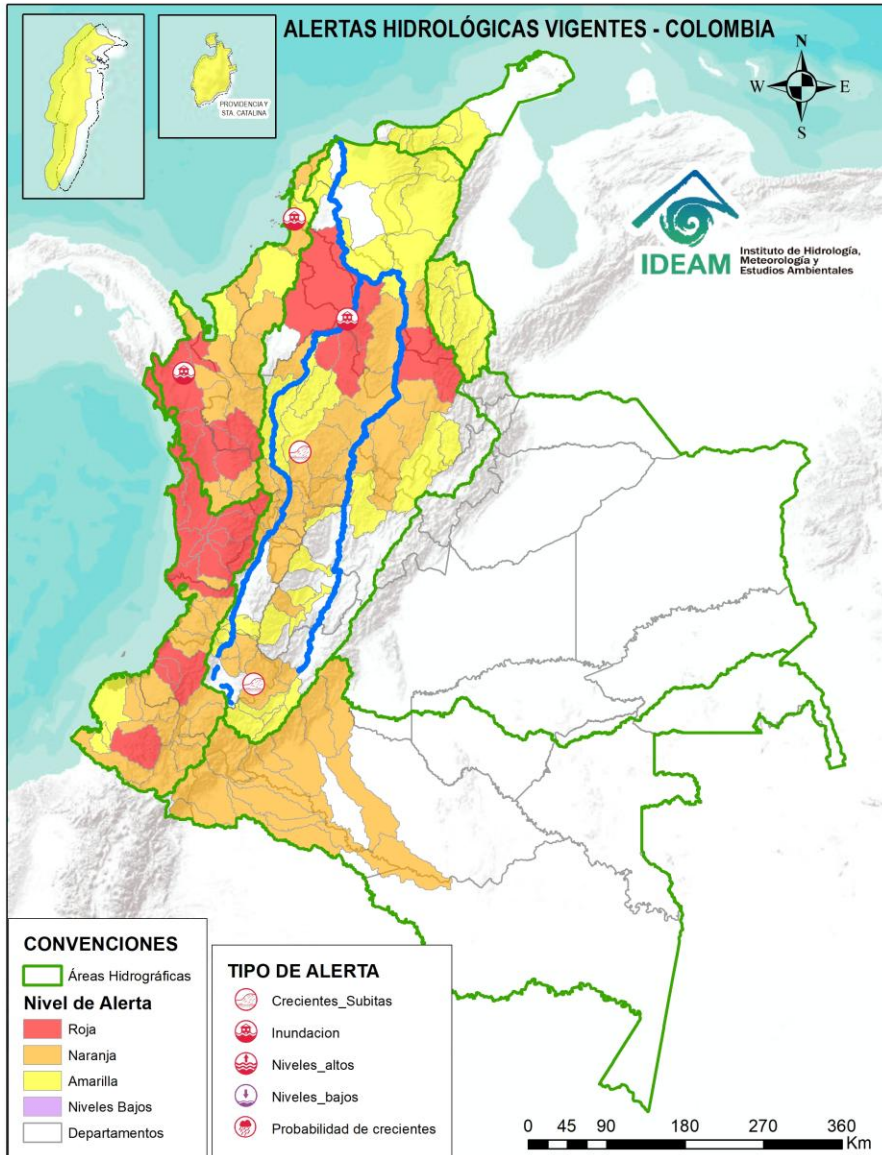 ALERTAS HIDROLÓGICAS VIGENTES - COLOMBIA
PROVIDENCIA Y
STA. CATALINA
N
W
E
S
IDEAM
Instituto de Hidrología,
Meteorología y
Estudios Ambientales
CONVENCIONES
Áreas Hidrográficas
Nivel de Alerta
Roja
Naranja
Amarilla
Niveles Bajos
Departamentos
TIPO DE ALERTA
Crecientes_Subitas
Inundacion
Niveles_altos
Niveles_bajos
Probabilidad de crecientes
0 45 90 180 270 360
Km